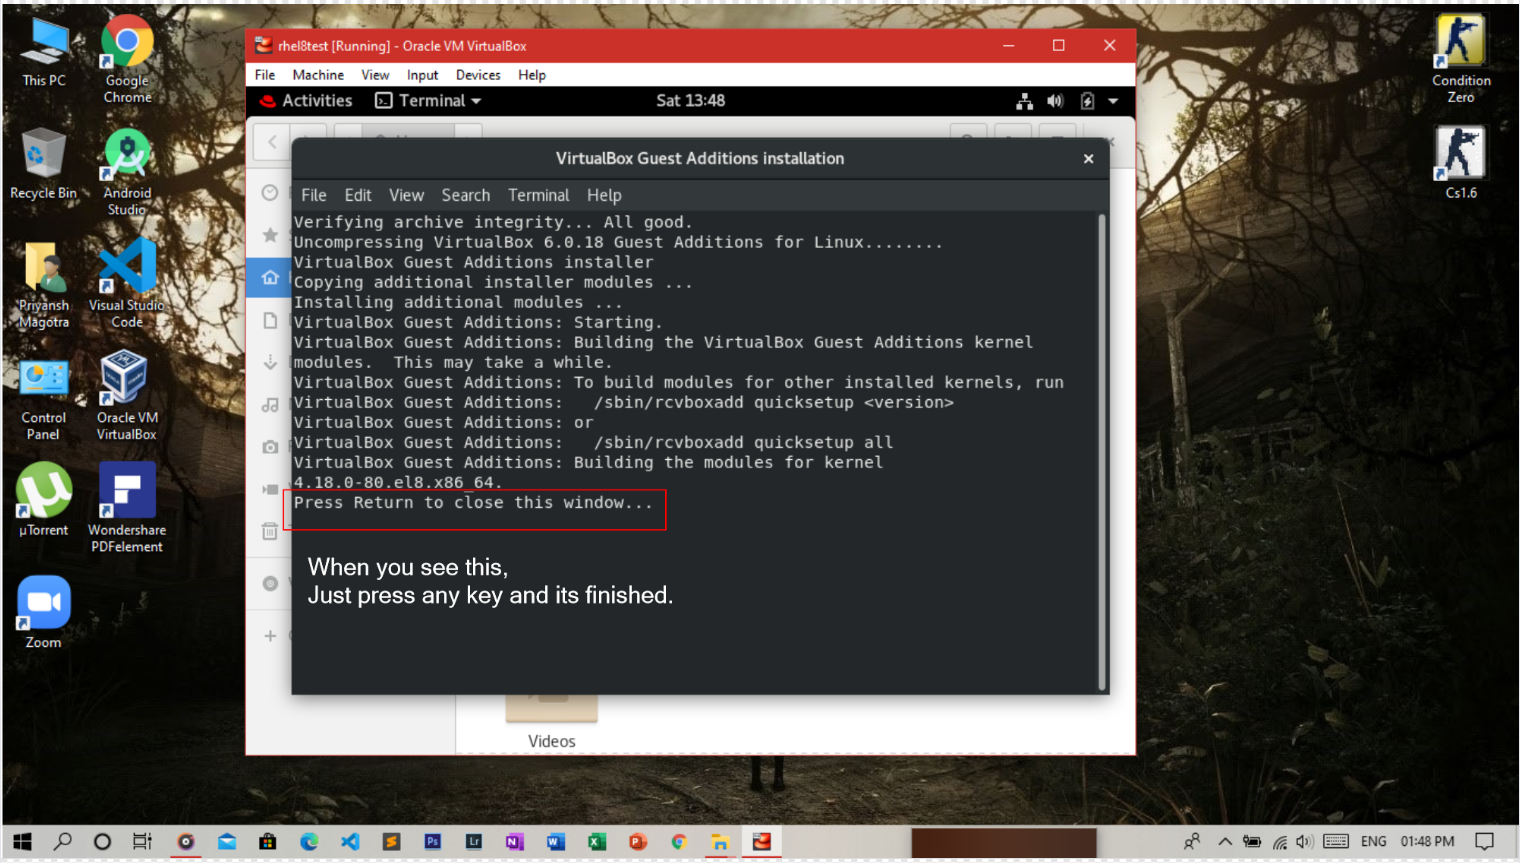 This PC
Google
Chrome
Recycle Bin
Android
Studio
Priyansh
Magotra
Visual Studio
Code
Control
Panel
Oracle VM
VirtualBox
µTorrent
Wondershare
PDFelement
Zoom
Condition
Zero
Cs1.6
rhel8test [Running] - Oracle VM VirtualBox
File Machine View Input Devices Help
Activities Terminal Sat 13:48
VirtualBox Guest Additions installation
File Edit View Search Terminal Help
Verifying archive integrity... All good.
Uncompressing VirtualBox 6.0.18 Guest Additions for Linux........
VirtualBox Guest Additions installer
Copying additional installer modules ...
Installing additional modules ...
VirtualBox Guest Additions: Starting.
VirtualBox Guest Additions: Building the VirtualBox Guest Additions kernel
modules.  This may take a while.
VirtualBox Guest Additions: To build modules for other installed kernels, run
VirtualBox Guest Additions:   /sbin/rcvboxadd quicksetup <version>
VirtualBox Guest Additions: or
VirtualBox Guest Additions:   /sbin/rcvboxadd quicksetup all
VirtualBox Guest Additions: Building the modules for kernel
4.18.0-80.el8.x86_64.
Press Return to close this window...
When you see this,
Just press any key and its finished.
Videos
ENG 01:48 PM